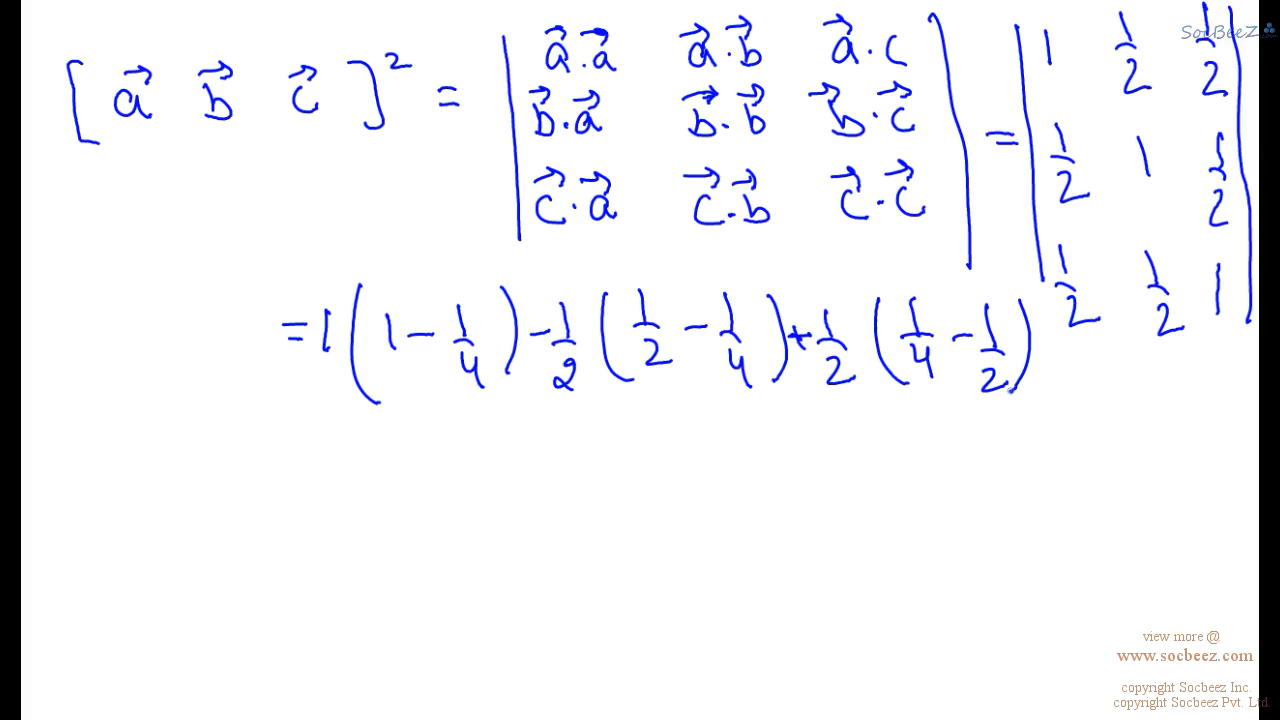 SocBeeZ
[ a⃗ b⃗ c⃗ ]² = | a⃗·a⃗ a⃗·b⃗ a⃗·c | = | 1 1/2 1/2 |
| b⃗·a⃗ b⃗·b⃗ b⃗·c⃗ | | 1/2 1 1/2 |
| c⃗·a⃗ c⃗·b⃗ c⃗·c⃗ | | 1/2 1/2 1 |
= 1 ( 1 − 1/4 ) − 1/2 ( 1/2 − 1/4 ) + 1/2 ( 1/4 − 1/2 )
view more @
www.socbeez.com
copyright Socbeez Inc.
copyright Socbeez Pvt. Ltd.